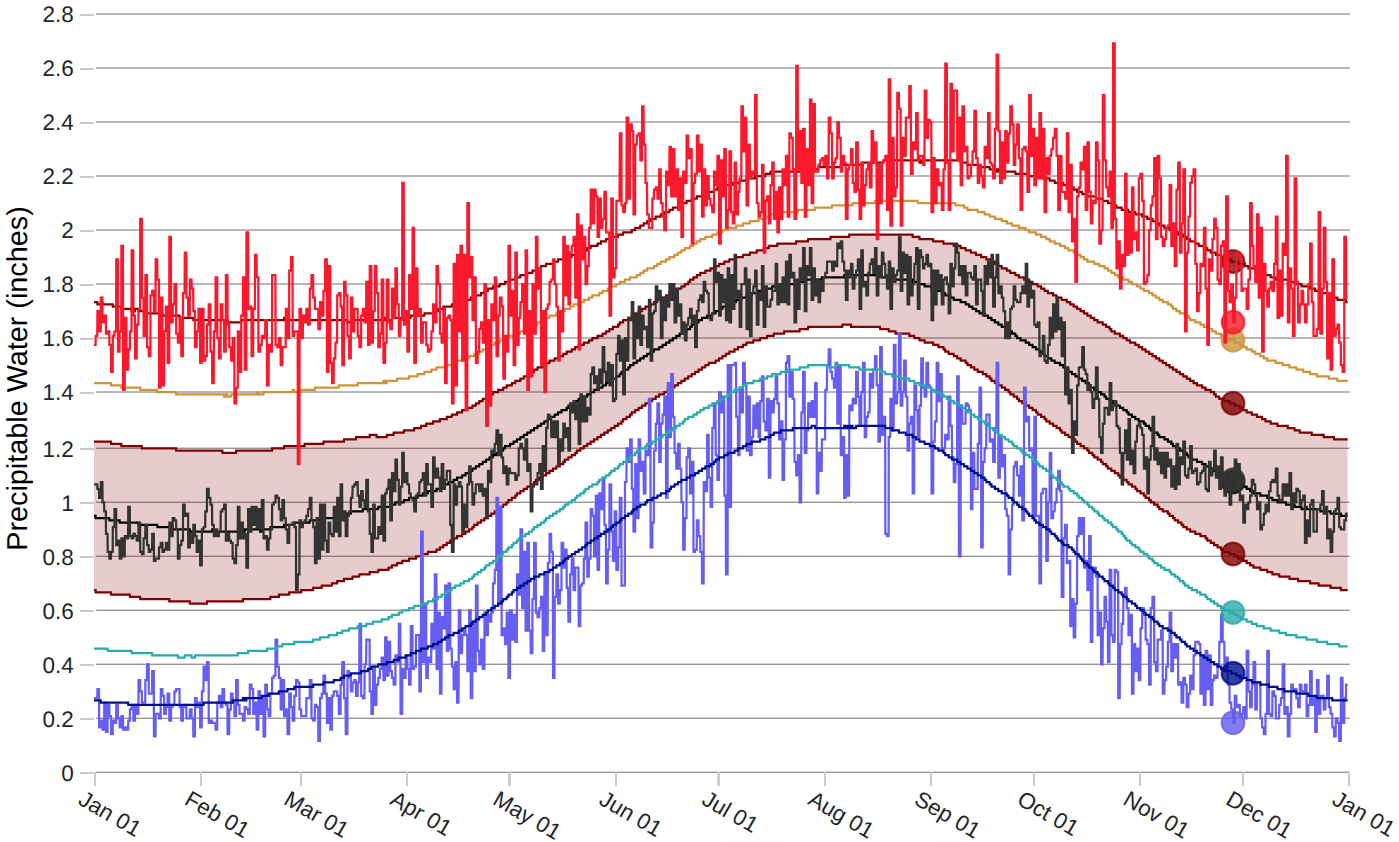 2.8
2.6
2.4
2.2
2
1.8
1.6
1.4
1.2
1
0.8
0.6
0.4
0.2
0
Precipitable Water (inches)
Jan 01
Feb 01
Mar 01
Apr 01
May 01
Jun 01
Jul 01
Aug 01
Sep 01
Oct 01
Nov 01
Dec 01
Jan 01